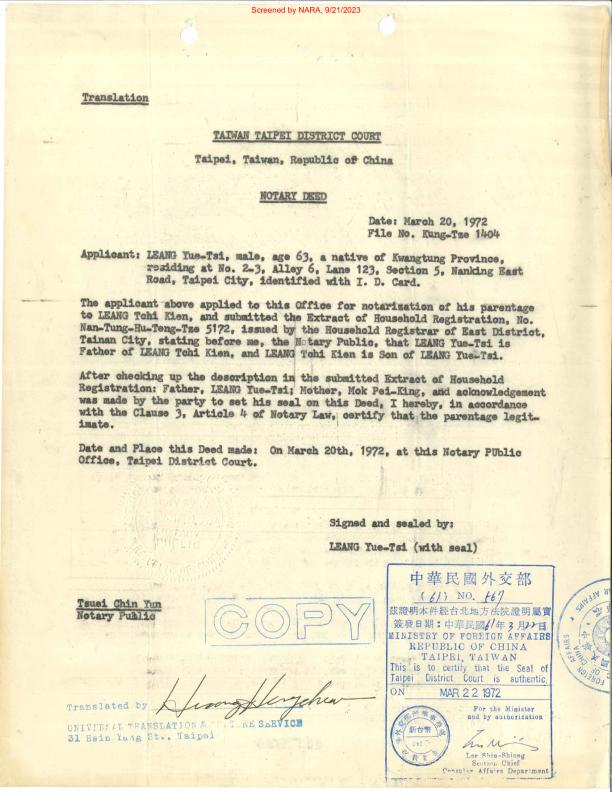 Screened by NARA, 9/21/2023
Translation
TAIWAN TAIPEI DISTRICT COURT
Taipei, Taiwan, Republic of China
NOTARY DEED
Date: March 20, 1972
File No. Kung-Tze 1404
Applicant: LEANG Yue-Tsi, male, age 63, a native of Kwangtung Province,
residing at No. 2-3, Alley 6, Lane 123, Section 5, Nanking East
Road, Taipei City, identified with I. D. Card.
The applicant above applied to this Office for notarization of his parentage
to LEANG Tchi Kien, and submitted the Extract of Household Registration, No.
Nan-Tung-Hu-Teng-Tze 5172, issued by the Household Registrar of East District,
Tainan City, stating before me, the Notary Public, that LEANG Yue-Tsi is
Father of LEANG Tchi Kien, and LEANG Tchi Kien is Son of LEANG Yue-Tsi.
After checking up the description in the submitted Extract of Household
Registration: Father, LEANG Yue-Tsi; Mother, Mok Pei-King, and acknowledgement
was made by the party to set his seal on this Deed, I hereby, in accordance
with the Clause 3, Article 4 of Notary Law, certify that the parentage legit-
imate.
Date and Place this Deed made: On March 20th, 1972, at this Notary PUblic
Office, Taipei District Court.
Signed and sealed by:
LEANG Yue-Tsi (with seal)
Tsuei Chin Yun
Notary Public
COPY
中華民國外交部
(61) NO. 867
茲證明本件經台北地方法院證明屬實
簽發日期：中華民國61年3月22日
MINISTRY OF FOREIGN AFFAIRS
REPUBLIC OF CHINA
TAIPEI, TAIWAN
This is to certify that the Seal of
Taipei District Court is authentic.
ON MAR 22 1972
For the Minister
and by authorization
Section Chief
Consular Affairs Department
新台幣
Translated by
UNIVERSAL TRANSLATION & SERVICE
31 Hsin Yang St., Taipei